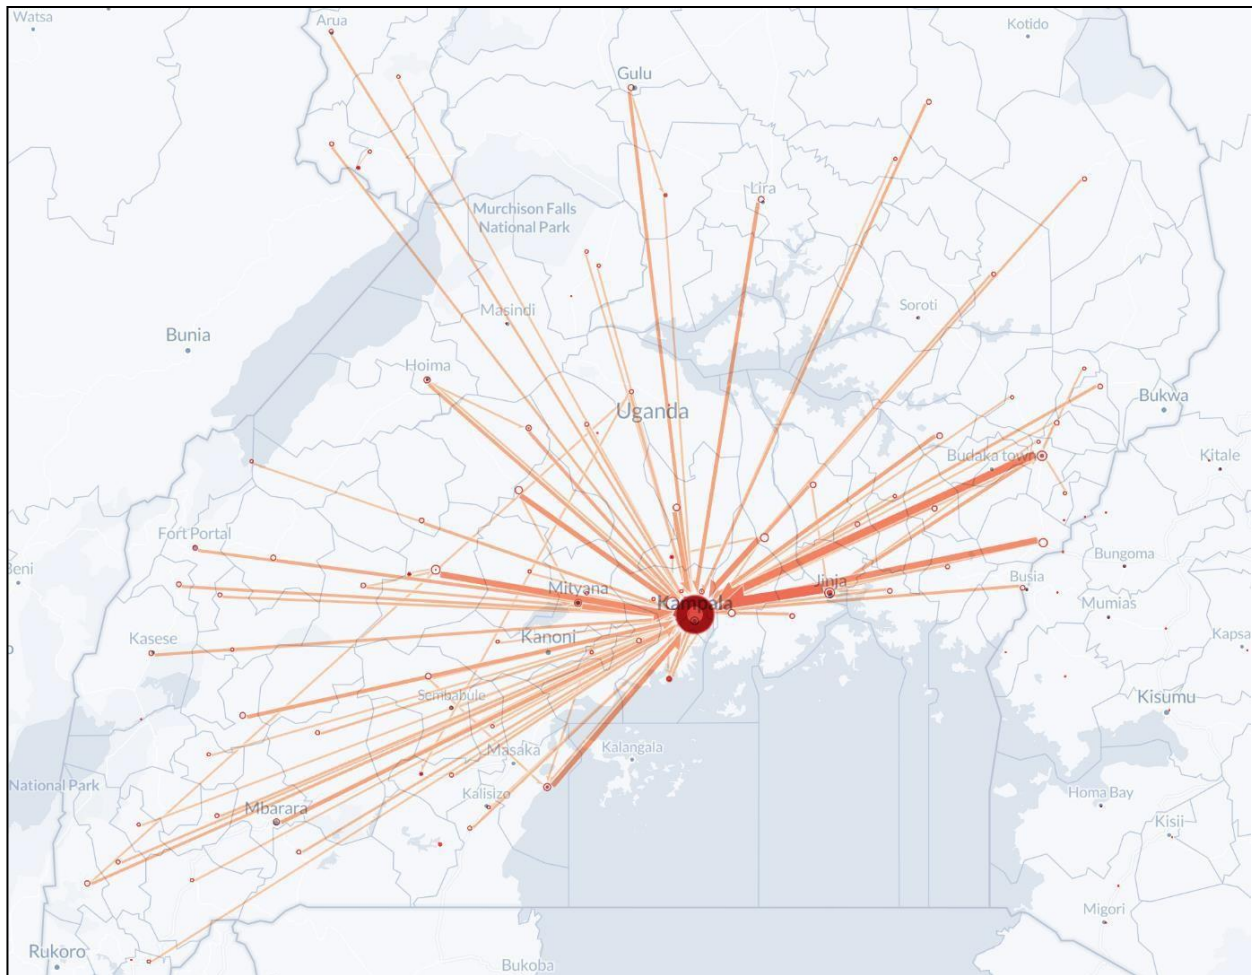 Watsa
Arua
Kotido
Gulu
Lira
Murchison Falls
National Park
Masindi
Soroti
Bunia
Hoima
Uganda
Bukwa
Budaka town
Kitale
Fort Portal
Bungoma
Beni
Mityana
Jinja
Busia
Kampala
Mumias
Kasese
Kanoni
Kapsa
Sembabule
Kisumu
Masaka
Kalangala
National Park
Kalisizo
Homa Bay
Mbarara
Kisii
Migori
Rukoro
Bukoba